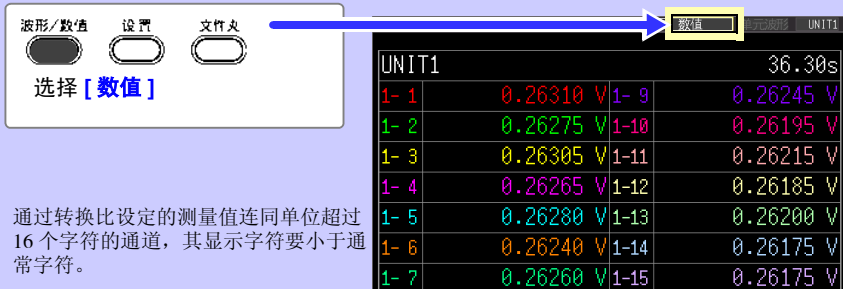 波形/数值 设置 文件夹
选择 [ 数值 ]
通过转换比设定的测量值连同单位超过
16 个字符的通道，其显示字符要小于通
常字符。
数值 单元波形 UNIT1
UNIT1 36.30s
1- 1 0.26310 V 1- 9 0.26245 V
1- 2 0.26275 V 1-10 0.26195 V
1- 3 0.26305 V 1-11 0.26215 V
1- 4 0.26265 V 1-12 0.26185 V
1- 5 0.26280 V 1-13 0.26200 V
1- 6 0.26240 V 1-14 0.26175 V
1- 7 0.26260 V 1-15 0.26175 V